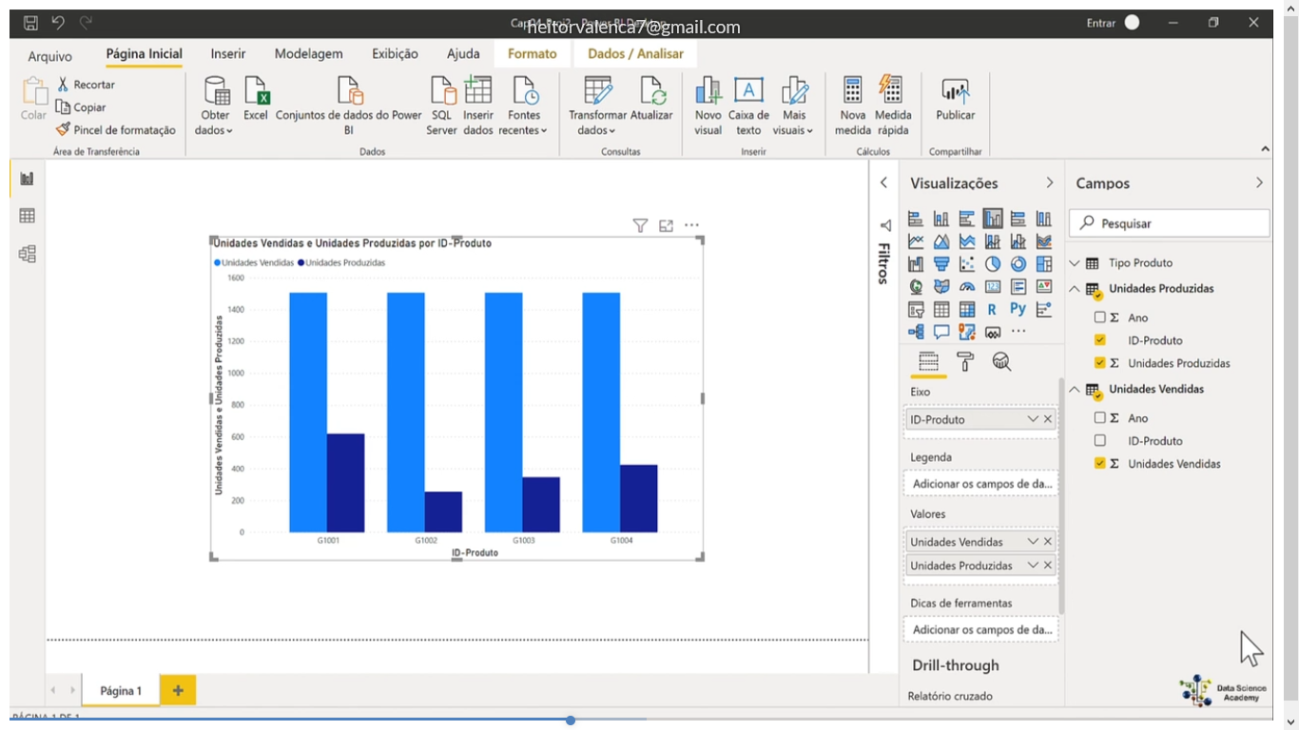 heitorvalenca7@gmail.com
Entrar
Arquivo
Página Inicial
Inserir
Modelagem
Exibição
Ajuda
Formato
Dados / Analisar
Colar
Recortar
Copiar
Pincel de formatação
Área de Transferência
Obter
dados
Excel
Conjuntos de dados do Power
BI
SQL
Server
Inserir
dados
Fontes
recentes
Dados
Transformar
dados
Atualizar
Consultas
Novo
visual
Caixa de
texto
Mais
visuais
Inserir
Nova
medida
Medida
rápida
Cálculos
Publicar
Compartilhar
Unidades Vendidas e Unidades Produzidas por ID-Produto
Unidades Vendidas
Unidades Produzidas
Unidades Vendidas e Unidades Produzidas
1600
1400
1200
1000
800
600
400
200
0
G1001
G1002
G1003
G1004
ID-Produto
Filtros
Visualizações
R
Py
Eixo
ID-Produto
Legenda
Adicionar os campos de da...
Valores
Unidades Vendidas
Unidades Produzidas
Dicas de ferramentas
Adicionar os campos de da...
Drill-through
Relatório cruzado
Campos
Pesquisar
Tipo Produto
Unidades Produzidas
Σ Ano
ID-Produto
Σ Unidades Produzidas
Unidades Vendidas
Σ Ano
ID-Produto
Σ Unidades Vendidas
Data Science
Academy
Página 1
PÁGINA 1 DE 1